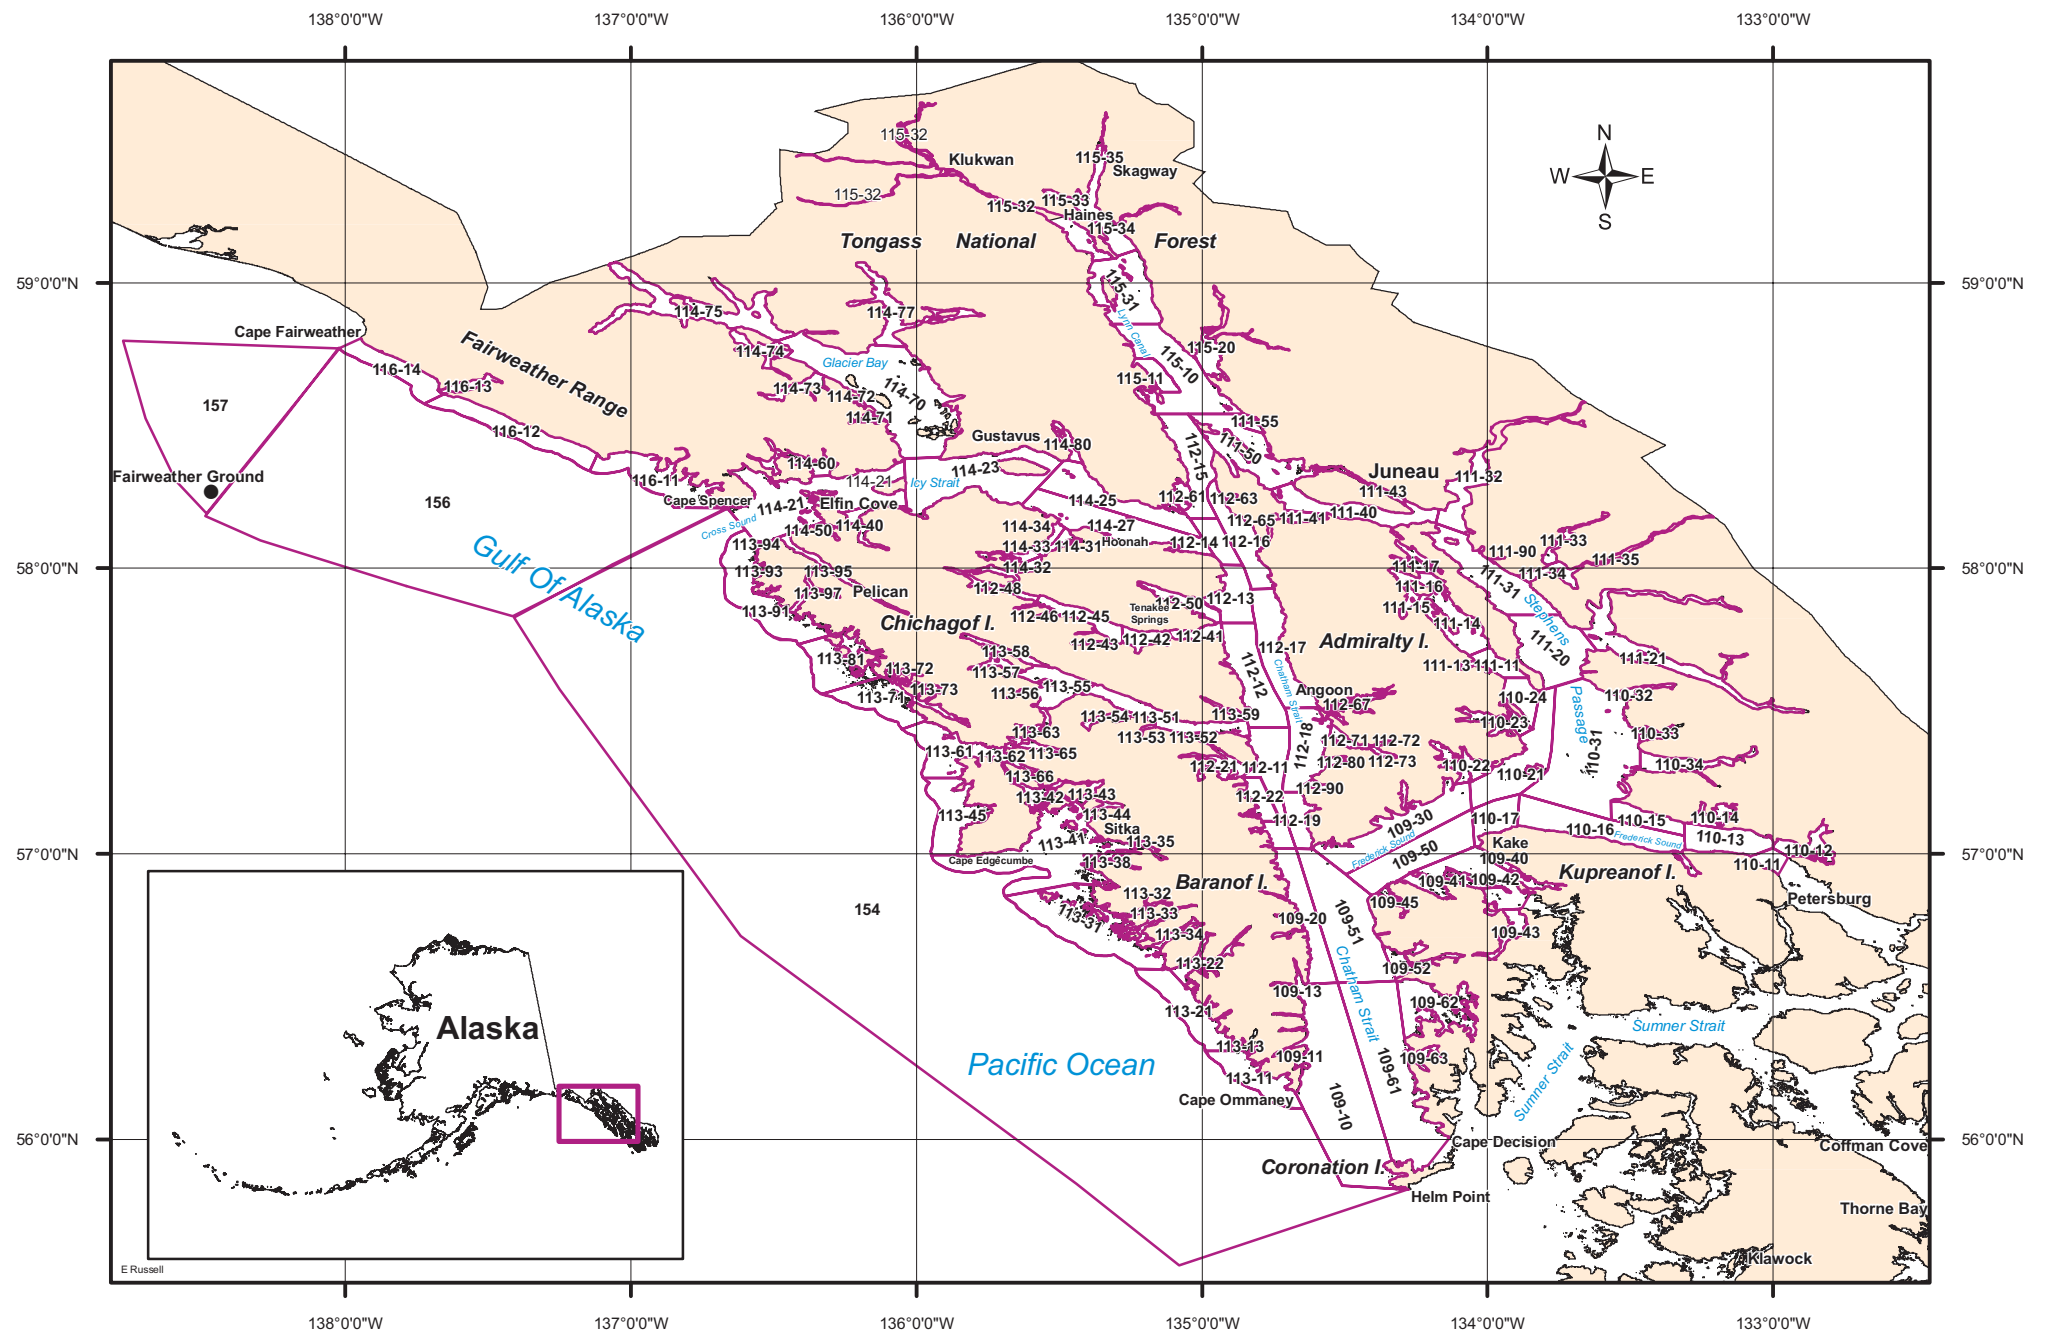 138°0'0"W 137°0'0"W 136°0'0"W 135°0'0"W 134°0'0"W 133°0'0"W
N
W E
S
115-32
Klukwan
115-35
Skagway
115-32
115-32
115-33
Haines
115-34
Tongass National Forest
59°0'0"N
59°0'0"N
115-31
Lynn Canal
114-75
114-77
Cape Fairweather
Fairweather Range
114-74
Glacier Bay
115-20
115-10
115-11
116-14
116-13
114-73
114-72
114-70
114-71
157
116-12
111-55
111-50
112-15
Gustavus
114-80
114-60
114-23
Juneau
111-32
Fairweather Ground
116-11
114-21
Icy Strait
156
Cape Spencer
114-21
Elfin Cove
114-25
112-61
112-63
111-43
Cross Sound
114-50
114-40
114-34
114-27
112-65
111-41
111-40
113-94
114-33
114-31
Hoonah
112-14
112-16
111-90
111-33
111-35
58°0'0"N
58°0'0"N
Gulf Of Alaska
113-93
113-95
114-32
111-17
111-34
111-31
113-97
Pelican
112-48
111-16
113-91
Tenakee
Springs
112-50
112-13
111-15
Stephens
Passage
Chichagof I.
112-46
112-45
111-14
112-43
112-42
112-41
Admiralty I.
111-20
113-81
113-58
112-17
112-12
Chatham Strait
111-13
111-11
111-21
113-72
113-57
113-71
113-73
113-56
113-55
Angoon
112-67
110-24
110-32
113-54
113-51
113-59
110-23
113-63
113-53
113-52
112-18
112-71
112-72
110-33
113-61
113-62
113-65
110-31
113-66
112-21
112-11
112-80
112-73
110-22
110-21
110-34
113-42
113-43
112-22
112-90
113-45
113-44
Sitka
112-19
109-30
110-17
110-16
110-15
110-14
113-41
113-35
Frederick Sound
Frederick Sound
110-13
110-12
57°0'0"N
57°0'0"N
Cape Edgecumbe
113-38
109-50
Kake
109-40
110-11
Baranof I.
109-41
109-42
Kupreanof I.
113-32
109-45
Petersburg
154
113-31
113-33
109-20
109-51
113-34
109-43
113-22
109-52
109-13
113-21
Chatham Strait
109-62
Alaska
Sumner Strait
Sumner Strait
Pacific Ocean
113-13
109-11
109-61
109-63
113-11
Cape Ommaney
109-10
56°0'0"N
56°0'0"N
Cape Decision
Coffman Cove
Coronation I.
Helm Point
Thorne Bay
Klawock
E Russell
138°0'0"W 137°0'0"W 136°0'0"W 135°0'0"W 134°0'0"W 133°0'0"W